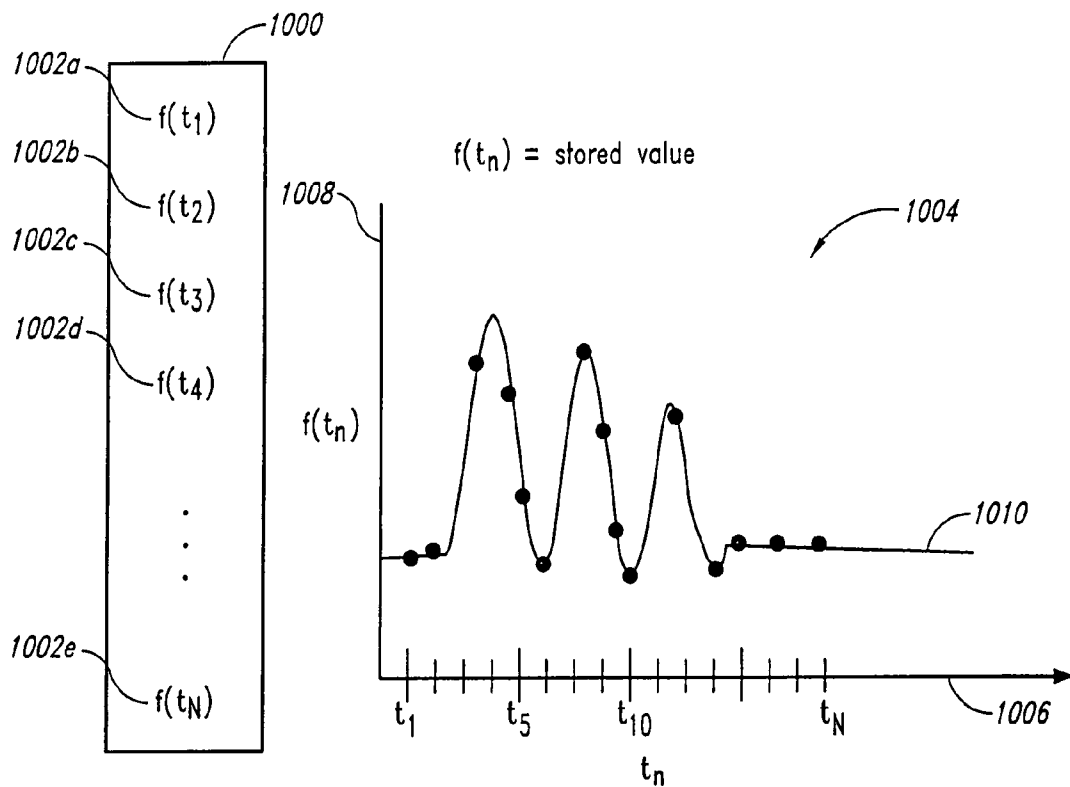 1000
1002a
f(t1)
1002b
f(t2)
1002c
f(t3)
1002d
f(t4)
1002e
f(tN)
f(tn) = stored value
1008
1004
f(tn)
1010
t1
t5
t10
tN
1006
tn